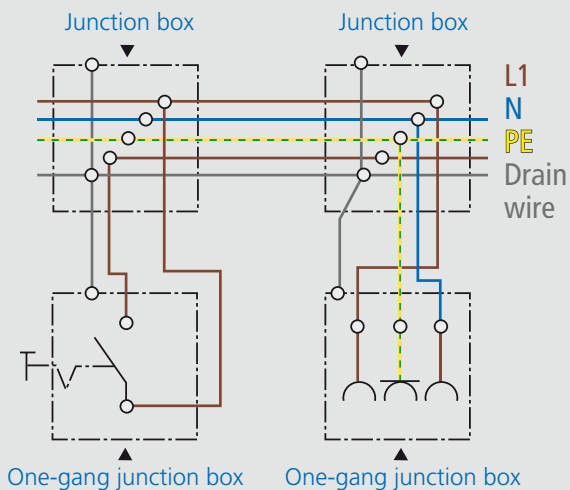 Junction box
Junction box
L1
N
PE
Drain
wire
One-gang junction box
One-gang junction box